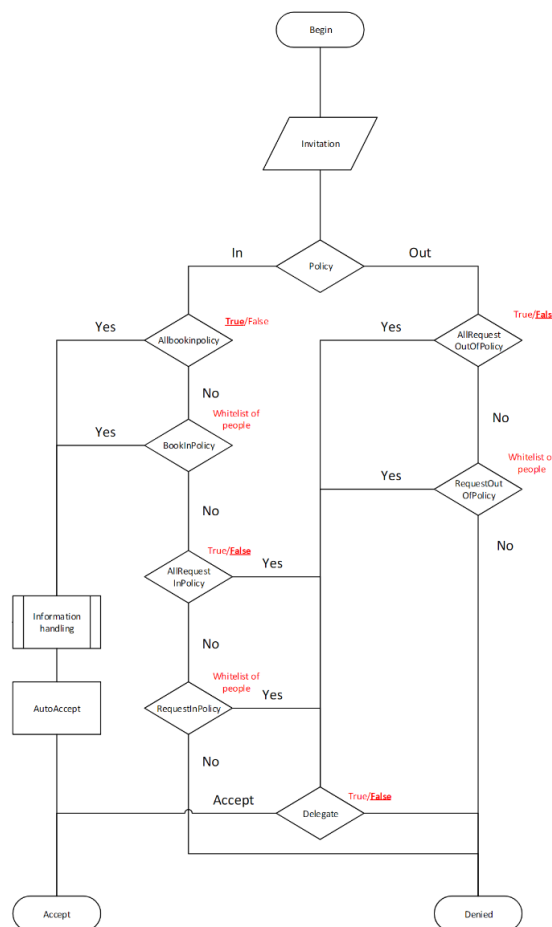 Begin
Invitation
In
Policy
Out
True/False
True/Fals
Yes
Allbookinpolicy
Yes
AllRequest
OutOfPolicy
No
No
Whitelist of
people
Yes
BookInPolicy
Whitelist o
people
Yes
RequestOut
OfPolicy
No
No
True/False
AllRequest
InPolicy
Yes
Information
handling
No
Whitelist of
people
AutoAccept
RequestInPolicy
Yes
No
Accept
True/False
Delegate
Accept
Denied